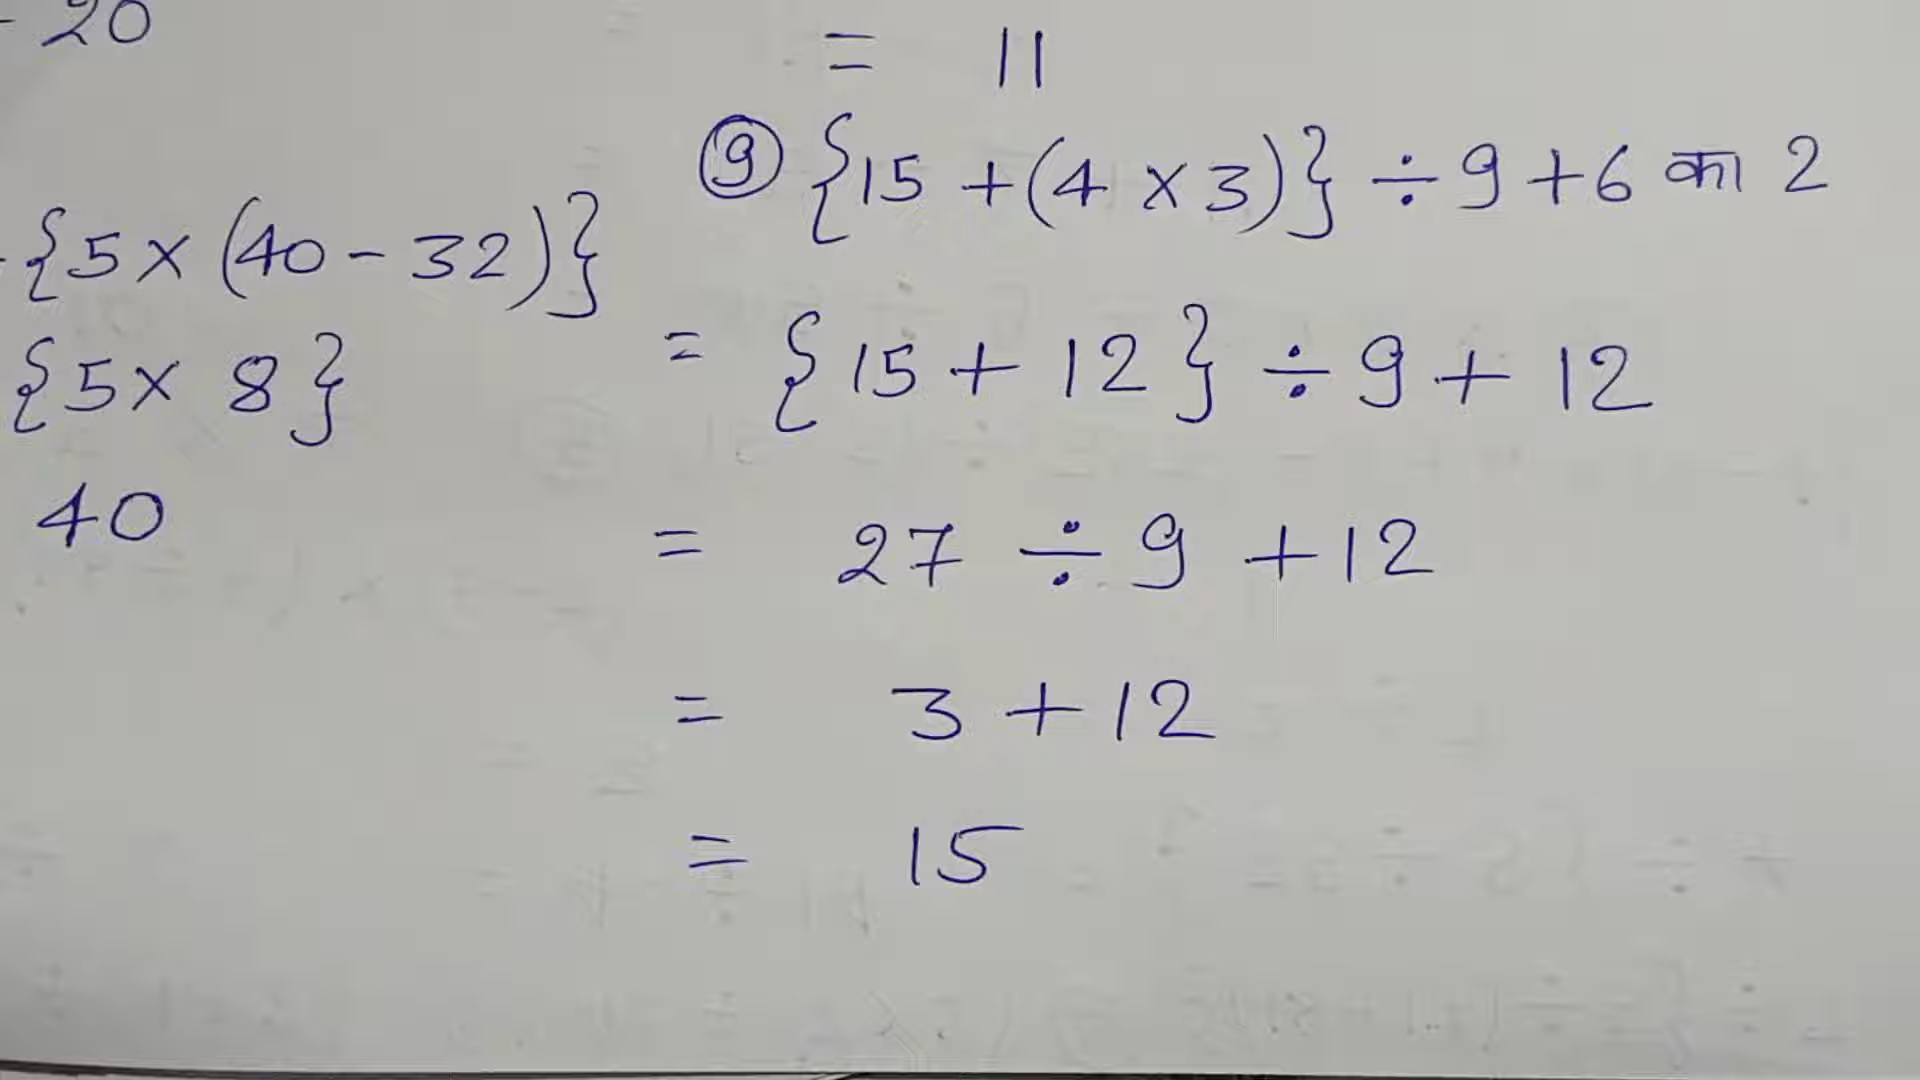 - 20
{5 × (40 - 32)}
{5 × 8}
40
= 11
⑨ {15 + (4 × 3)} ÷ 9 + 6 का 2
= {15 + 12} ÷ 9 + 12
= 27 ÷ 9 + 12
= 3 + 12
= 15